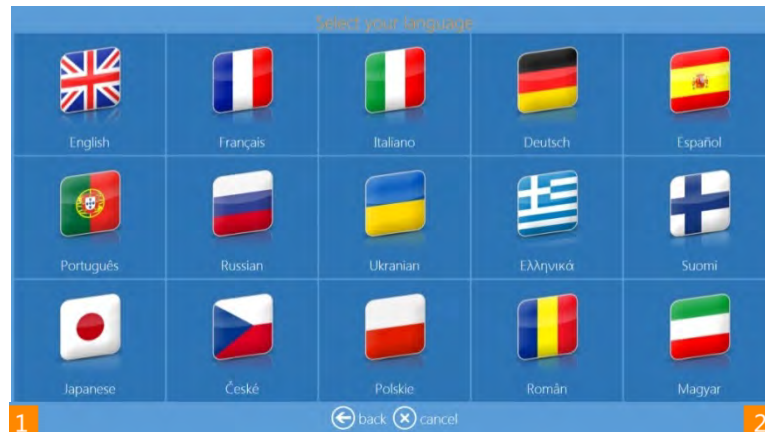 Select your language
English Français Italiano Deutsch Español
Português Russian Ukranian Ελληνικά Suomi
Japanese České Polskie Român Magyar
1 back cancel 2